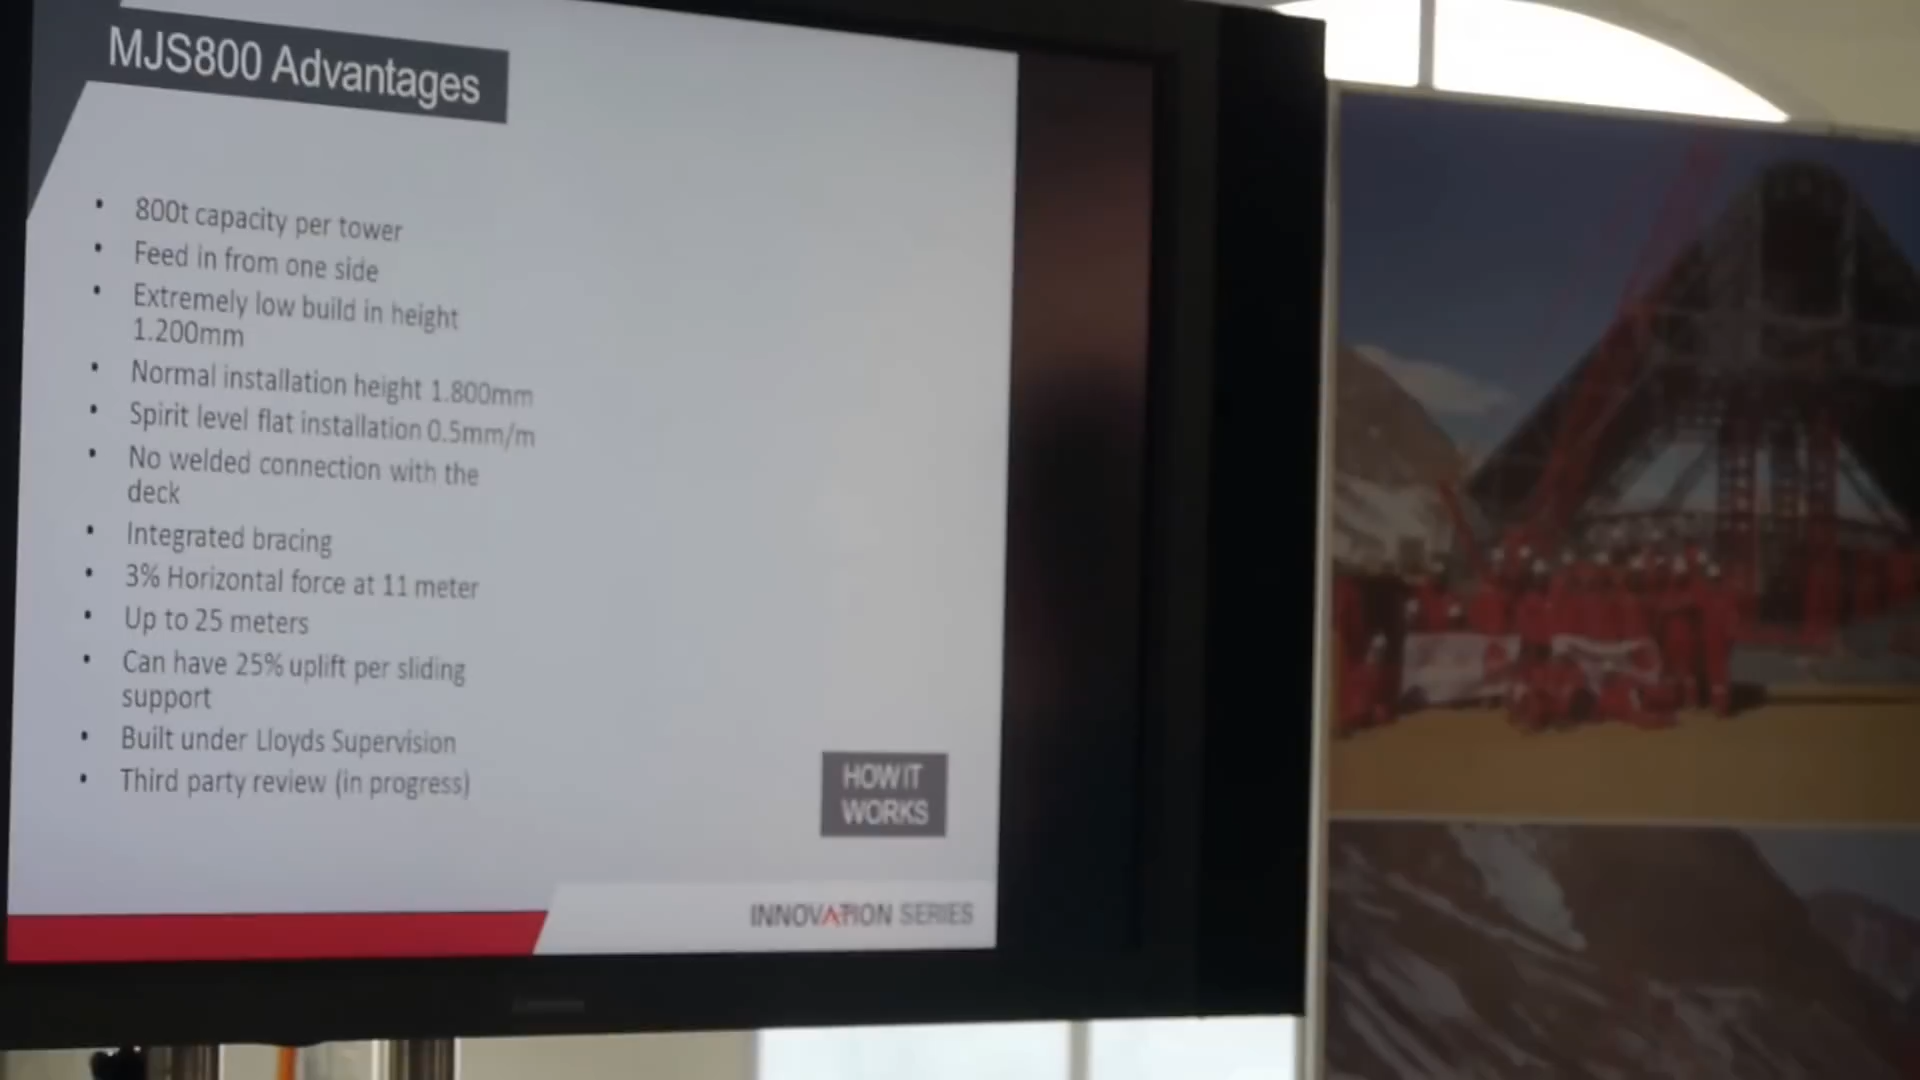 MJS800 Advantages
• 800t capacity per tower
• Feed in from one side
• Extremely low build in height
1.200mm
• Normal installation height 1.800mm
• Spirit level flat installation 0.5mm/m
• No welded connection with the
deck
• Integrated bracing
• 3% Horizontal force at 11 meter
• Up to 25 meters
• Can have 25% uplift per sliding
support
• Built under Lloyds Supervision
• Third party review (in progress)
HOW IT
WORKS
INNOVATION SERIES